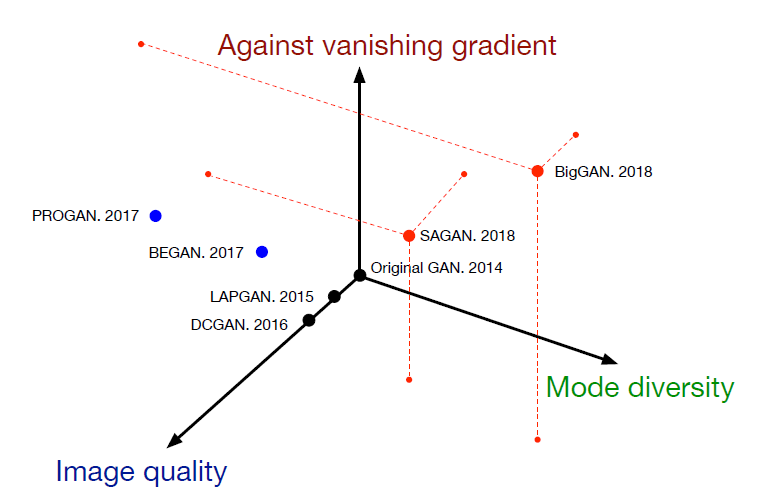 Against vanishing gradient
BigGAN. 2018
PROGAN. 2017
SAGAN. 2018
BEGAN. 2017
Original GAN. 2014
LAPGAN. 2015
DCGAN. 2016
Mode diversity
Image quality